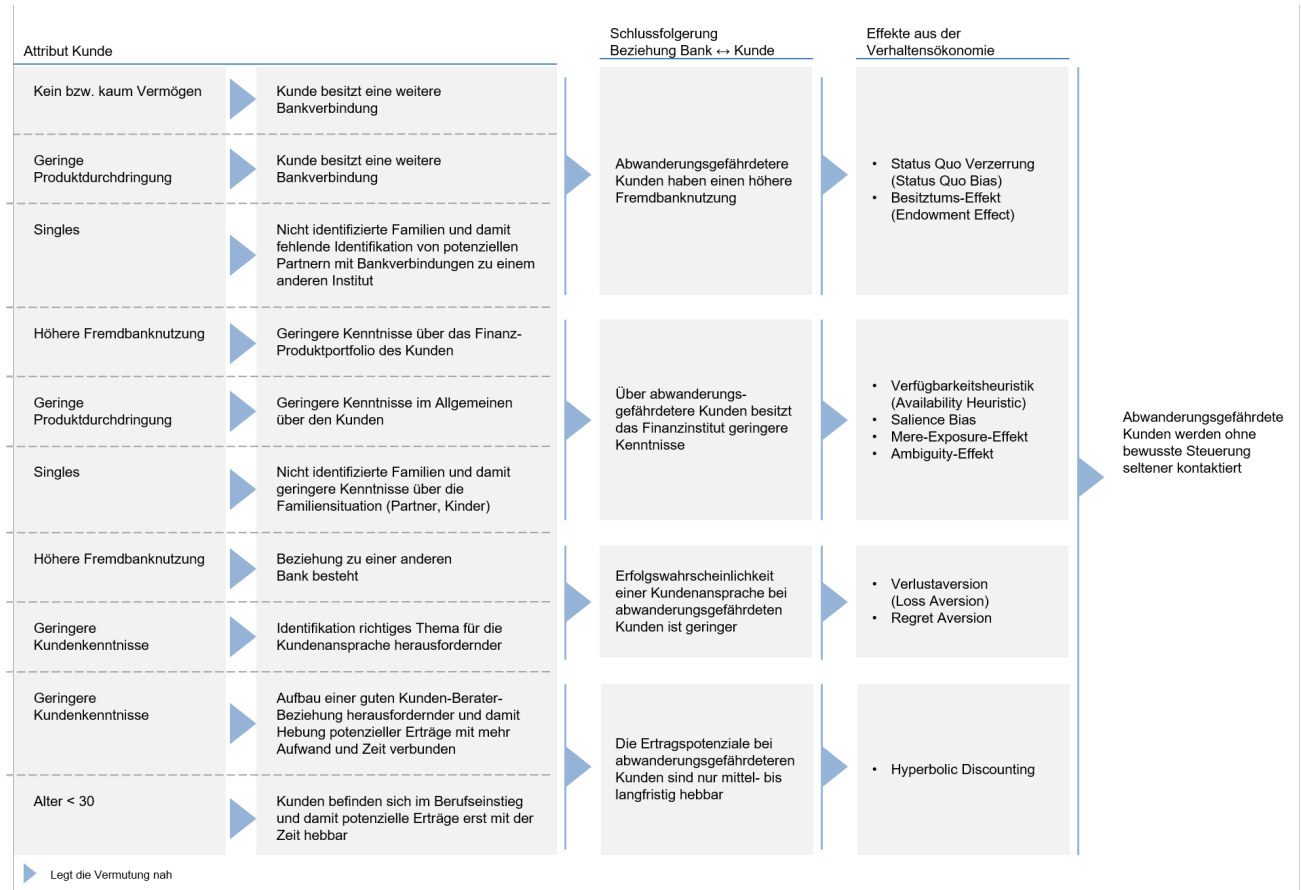 Attribut Kunde
Schlussfolgerung
Beziehung Bank ↔ Kunde
Effekte aus der
Verhaltensökonomie
Kein bzw. kaum Vermögen
Kunde besitzt eine weitere
Bankverbindung
Geringe
Produktdurchdringung
Kunde besitzt eine weitere
Bankverbindung
Singles
Nicht identifizierte Familien und damit
fehlende Identifikation von potenziellen
Partnern mit Bankverbindungen zu einem
anderen Institut
Abwanderungsgefährdetere
Kunden haben einen höhere
Fremdbanknutzung
• Status Quo Verzerrung
(Status Quo Bias)
• Besitztums-Effekt
(Endowment Effect)
Höhere Fremdbanknutzung
Geringere Kenntnisse über das Finanz-
Produktportfolio des Kunden
Geringe
Produktdurchdringung
Geringere Kenntnisse im Allgemeinen
über den Kunden
Singles
Nicht identifizierte Familien und damit
geringere Kenntnisse über die
Familiensituation (Partner, Kinder)
Über abwanderungs-
gefährdetere Kunden besitzt
das Finanzinstitut geringere
Kenntnisse
• Verfügbarkeitsheuristik
(Availability Heuristic)
• Salience Bias
• Mere-Exposure-Effekt
• Ambiguity-Effekt
Höhere Fremdbanknutzung
Beziehung zu einer anderen
Bank besteht
Geringere
Kundenkenntnisse
Identifikation richtiges Thema für die
Kundenansprache herausfordernder
Erfolgswahrscheinlichkeit
einer Kundenansprache bei
abwanderungsgefährdeten
Kunden ist geringer
• Verlustaversion
(Loss Aversion)
• Regret Aversion
Geringere
Kundenkenntnisse
Aufbau einer guten Kunden-Berater-
Beziehung herausfordernder und damit
Hebung potenzieller Erträge mit mehr
Aufwand und Zeit verbunden
Alter < 30
Kunden befinden sich im Berufseinstieg
und damit potenzielle Erträge erst mit der
Zeit hebbar
Die Ertragspotenziale bei
abwanderungsgefährdeteren
Kunden sind nur mittel- bis
langfristig hebbar
• Hyperbolic Discounting
Abwanderungsgefährdete
Kunden werden ohne
bewusste Steuerung
seltener kontaktiert
Legt die Vermutung nah